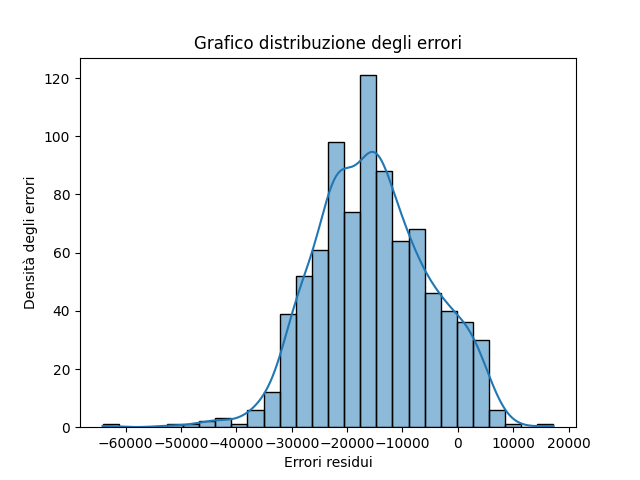 Grafico distribuzione degli errori
Densità degli errori
120
100
80
60
40
20
0
−60000 −50000 −40000 −30000 −20000 −10000 0 10000 20000
Errori residui